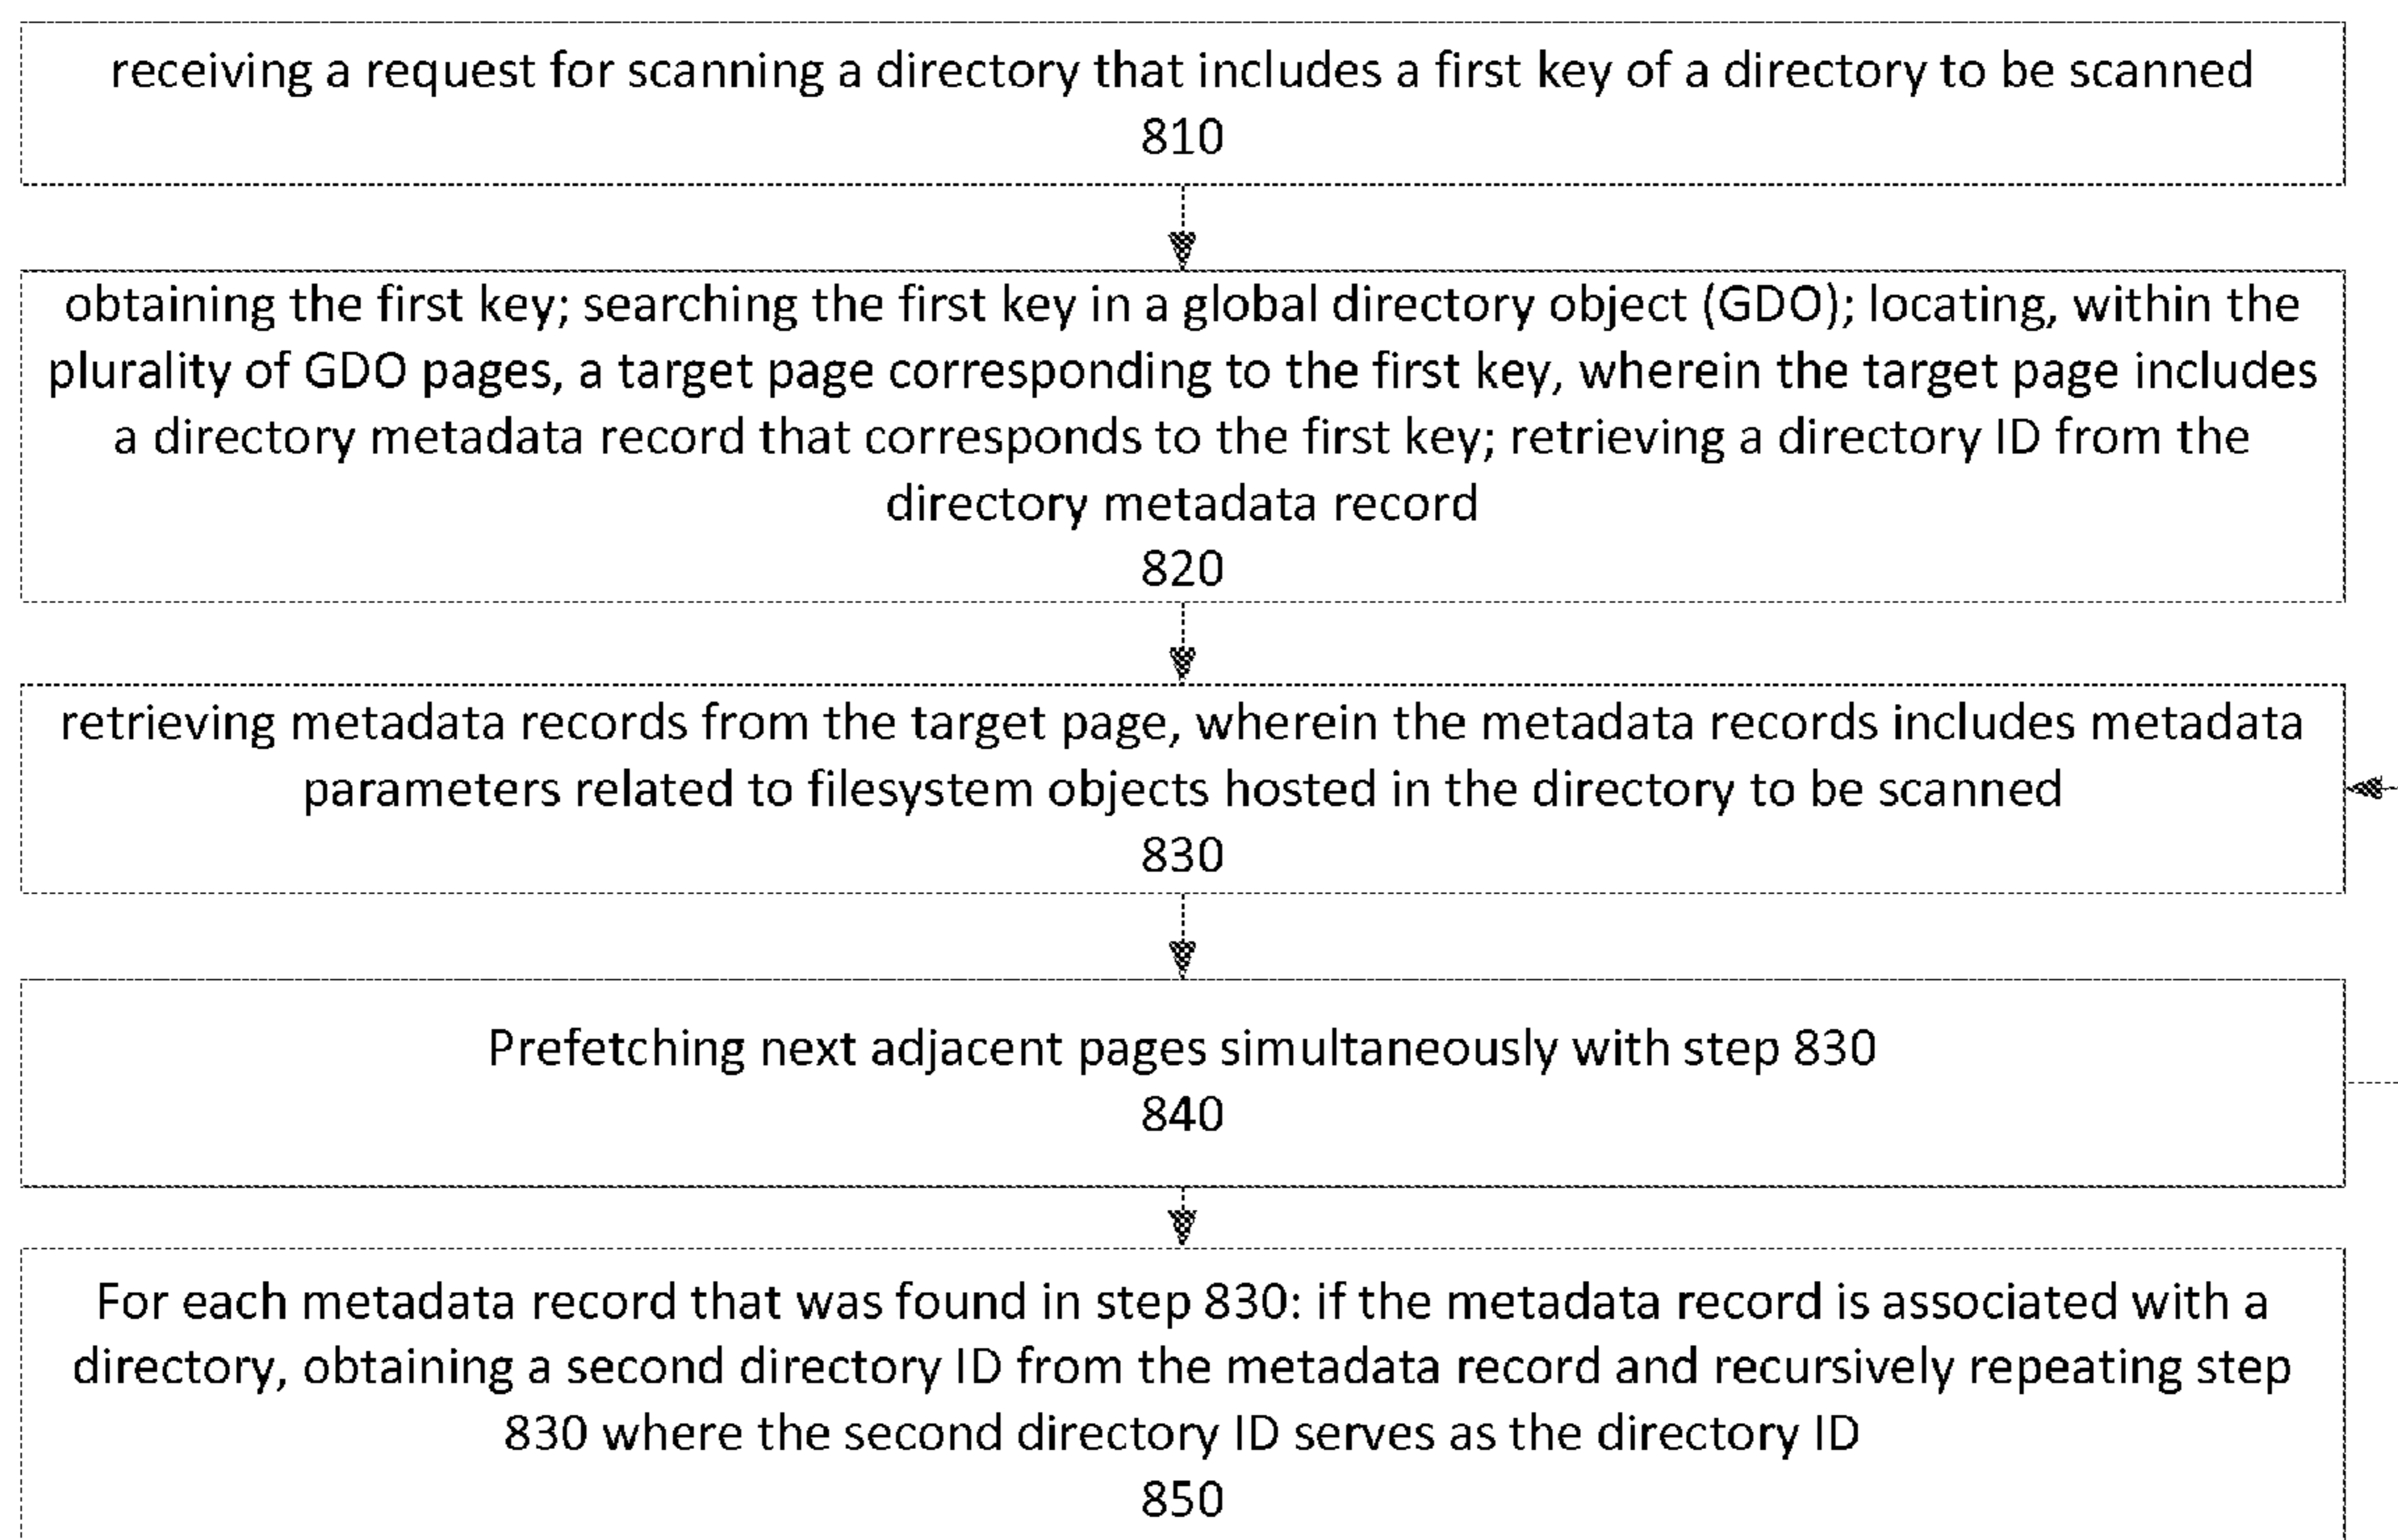 receiving a request for scanning a directory that includes a first key of a directory to be scanned
810
obtaining the first key; searching the first key in a global directory object (GDO); locating, within the
plurality of GDO pages, a target page corresponding to the first key, wherein the target page includes
a directory metadata record that corresponds to the first key; retrieving a directory ID from the
directory metadata record
820
retrieving metadata records from the target page, wherein the metadata records includes metadata
parameters related to filesystem objects hosted in the directory to be scanned
830
Prefetching next adjacent pages simultaneously with step 830
840
For each metadata record that was found in step 830: if the metadata record is associated with a
directory, obtaining a second directory ID from the metadata record and recursively repeating step
830 where the second directory ID serves as the directory ID
850